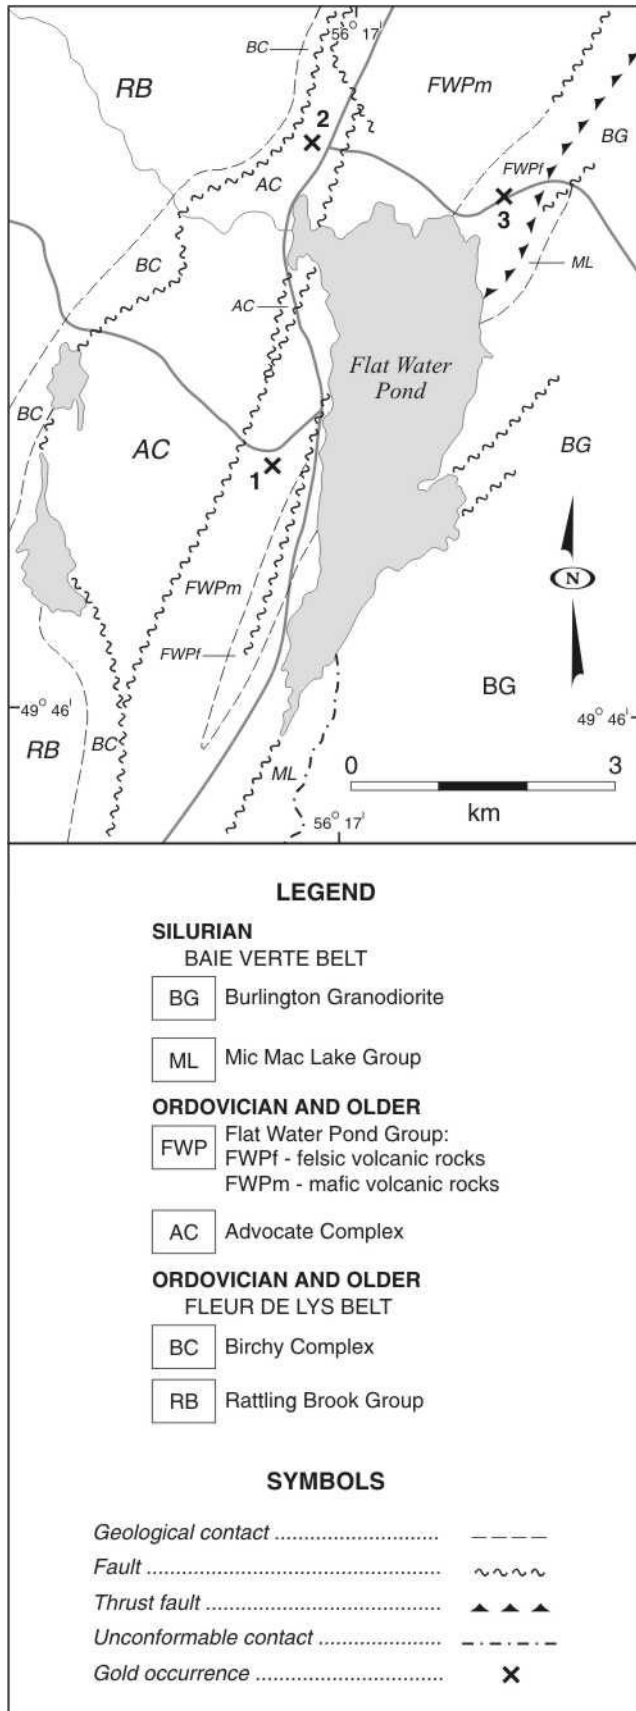 56° 17'
BC
RB
FWPm
2
BG
AC
FWPf
3
BC
ML
AC
Flat Water
Pond
BC
AC
BG
1
N
FWPm
FWPf
BG
49° 46'
49° 46'
RB
BC
ML
0 3
km
56° 17'
LEGEND
SILURIAN
BAIE VERTE BELT
BG Burlington Granodiorite
ML Mic Mac Lake Group
ORDOVICIAN AND OLDER
FWP Flat Water Pond Group:
FWPf - felsic volcanic rocks
FWPm - mafic volcanic rocks
AC Advocate Complex
ORDOVICIAN AND OLDER
FLEUR DE LYS BELT
BC Birchy Complex
RB Rattling Brook Group
SYMBOLS
Geological contact ............................
Fault .................................................
Thrust fault .......................................
Unconformable contact .....................
Gold occurrence ................................